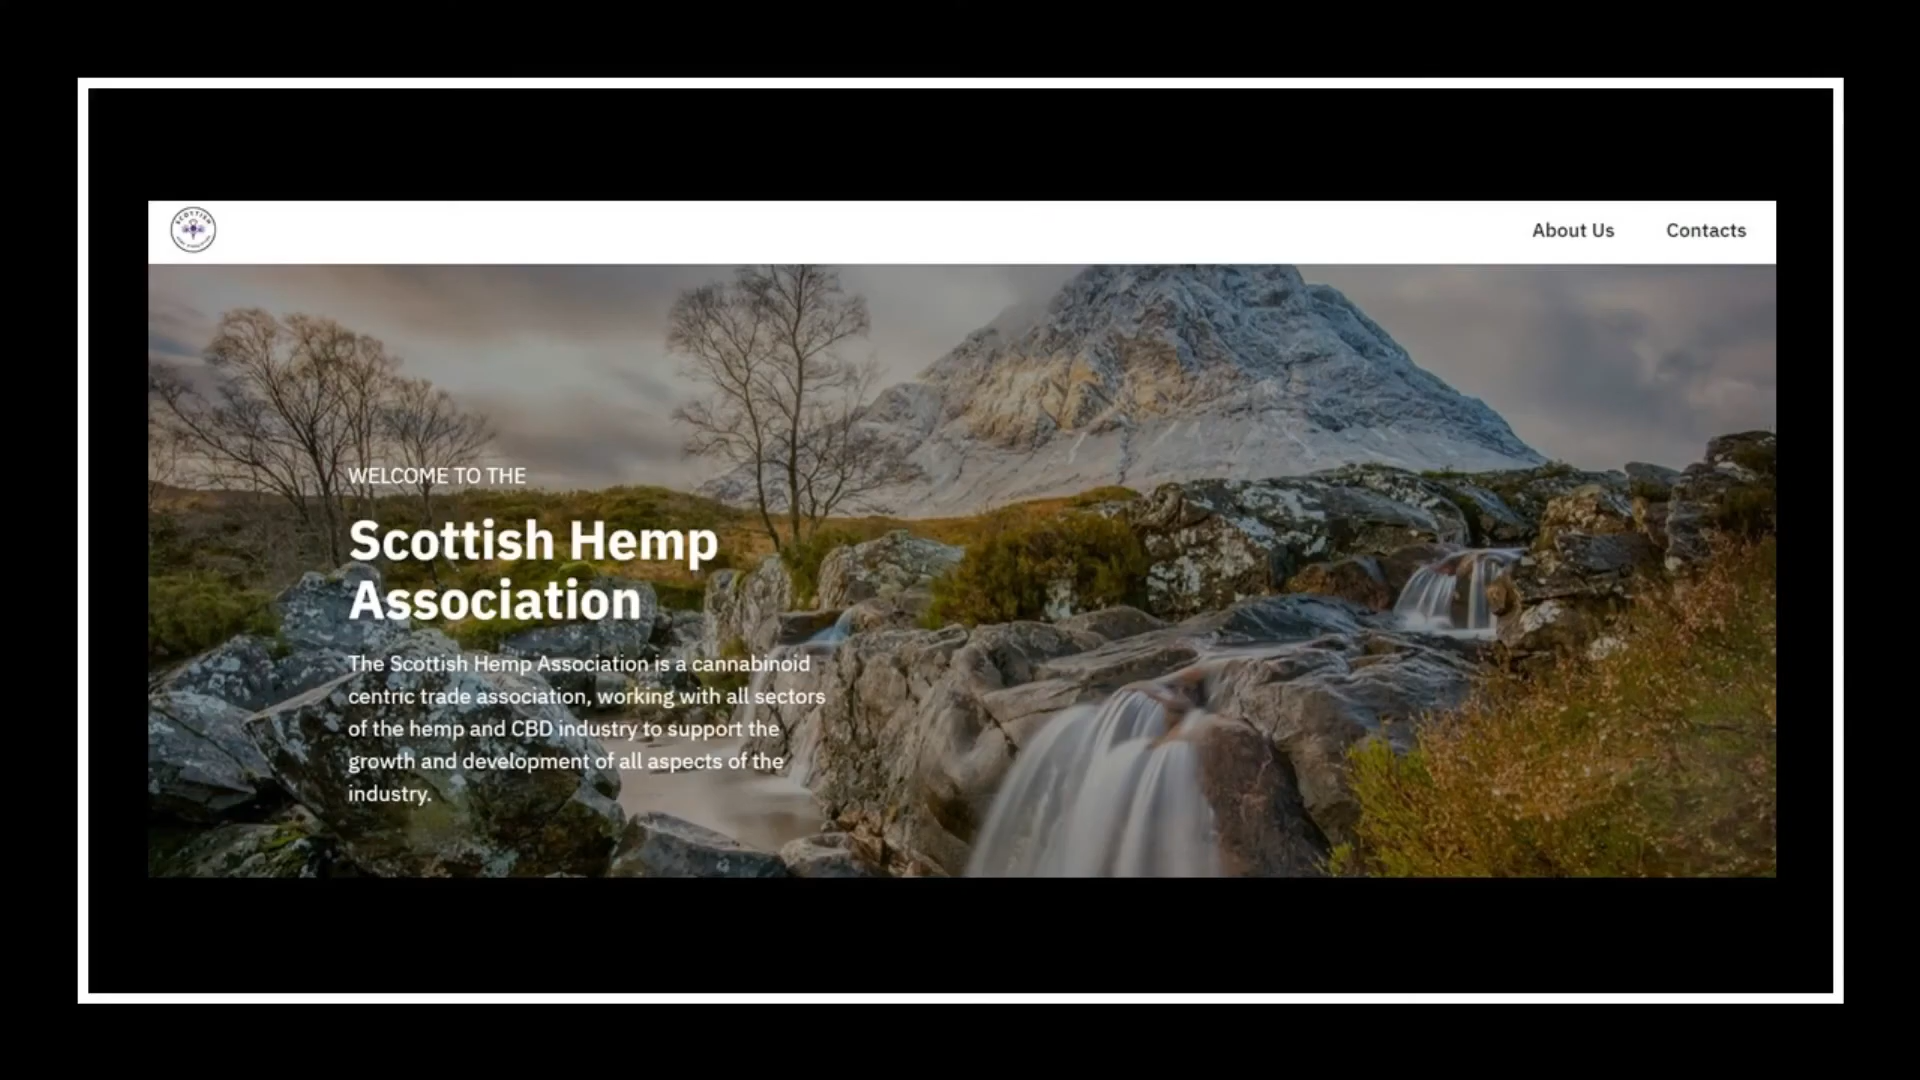 SCOTTISH
About Us
Contacts
WELCOME TO THE
Scottish Hemp
Association
The Scottish Hemp Association is a cannabinoid
centric trade association, working with all sectors
of the hemp and CBD industry to support the
growth and development of all aspects of the
industry.